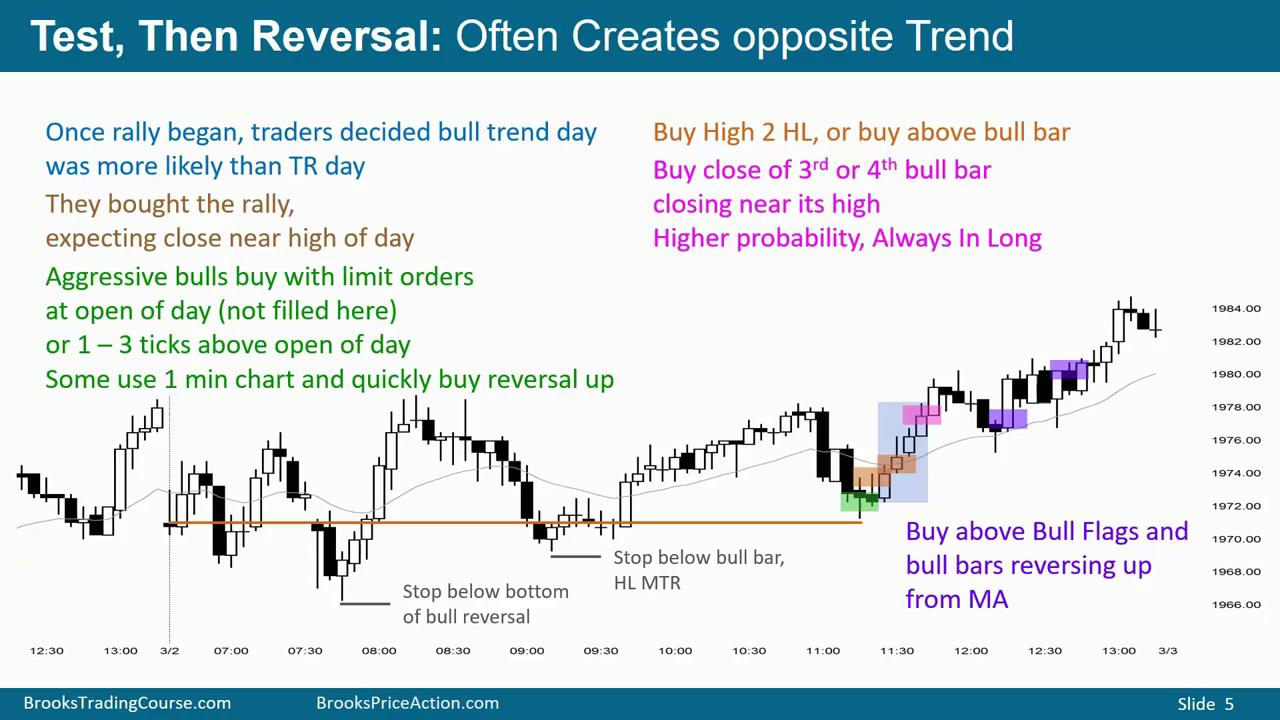 Test, Then Reversal: Often Creates opposite Trend
Once rally began, traders decided bull trend day
was more likely than TR day
They bought the rally,
expecting close near high of day
Aggressive bulls buy with limit orders
at open of day (not filled here)
or 1 – 3 ticks above open of day
Some use 1 min chart and quickly buy reversal up
Buy High 2 HL, or buy above bull bar
Buy close of 3rd or 4th bull bar
closing near its high
Higher probability, Always In Long
1984.00
1982.00
1980.00
1978.00
1976.00
1974.00
1972.00
1970.00
1968.00
1966.00
Buy above Bull Flags and
bull bars reversing up
from MA
Stop below bull bar,
HL MTR
Stop below bottom
of bull reversal
12:30 13:00 3/2 07:00 07:30 08:00 08:30 09:00 09:30 10:00 10:30 11:00 11:30 12:00 12:30 13:00 3/3
BrooksTradingCourse.com BrooksPriceAction.com Slide 5